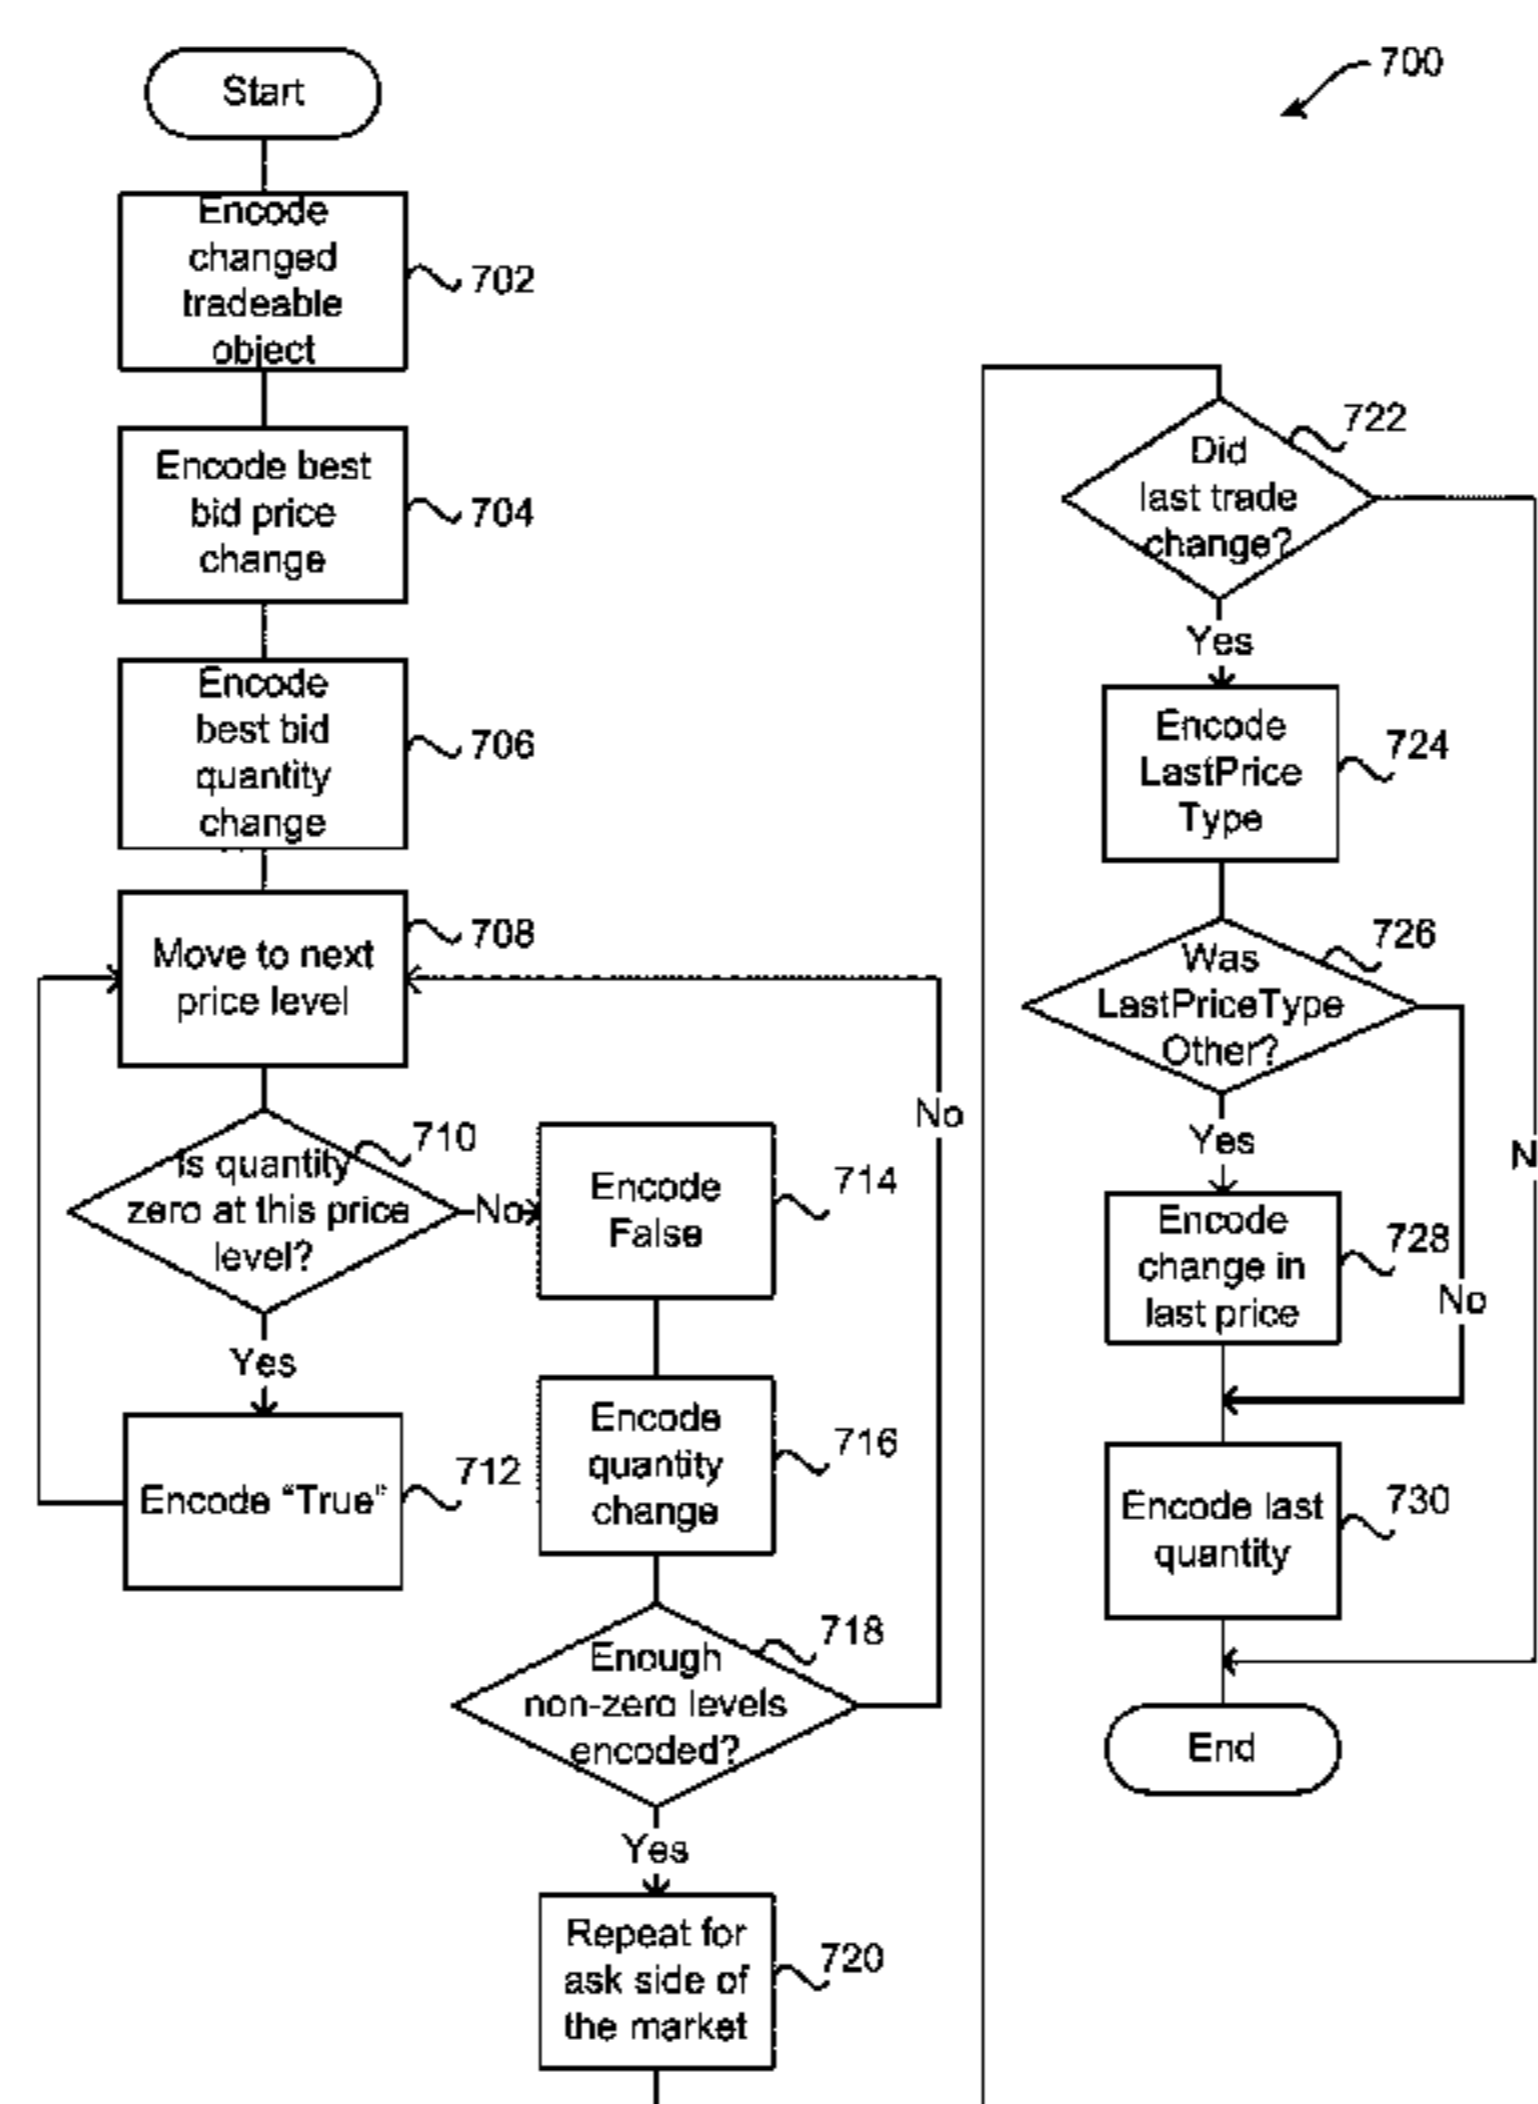 700
Start
Encode
changed
tradeable
object
702
Encode best
bid price
change
704
Encode
best bid
quantity
change
706
Move to next
price level
708
Is quantity
zero at this price
level?
710
No
Yes
Encode "True"
712
Encode
False
714
Encode
quantity
change
716
Enough
non-zero levels
encoded?
718
No
Yes
Repeat for
ask side of
the market
720
Did
last trade
change?
722
Yes
N
Encode
LastPrice
Type
724
Was
LastPriceType
Other?
726
Yes
No
Encode
change in
last price
728
Encode last
quantity
730
End